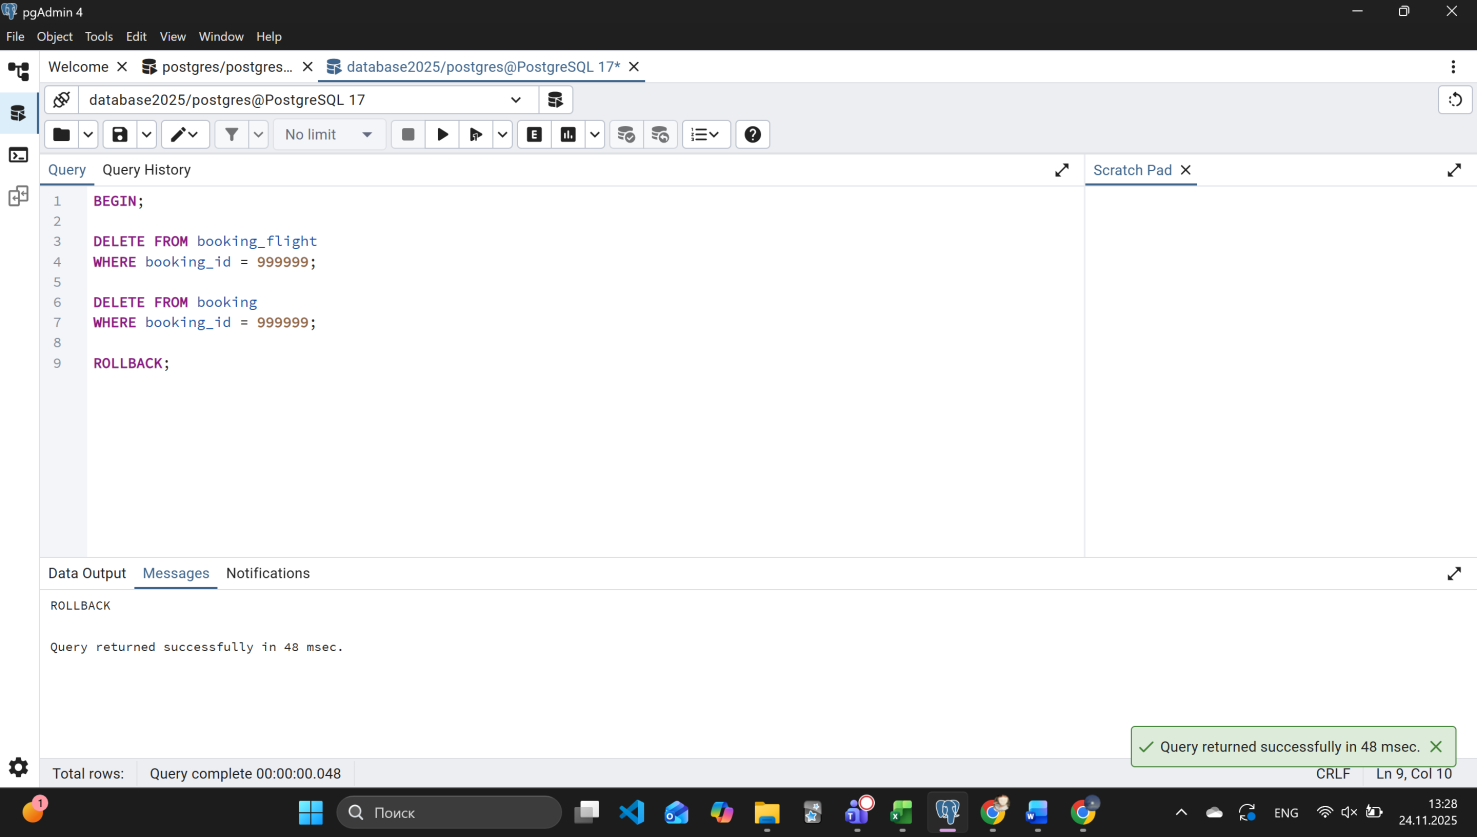 pgAdmin 4
File Object Tools Edit View Window Help
Welcome postgres/postgres... database2025/postgres@PostgreSQL 17*
database2025/postgres@PostgreSQL 17
No limit
Query Query History
Scratch Pad
1 BEGIN;
2
3 DELETE FROM booking_flight
4 WHERE booking_id = 999999;
5
6 DELETE FROM booking
7 WHERE booking_id = 999999;
8
9 ROLLBACK;
Data Output Messages Notifications
ROLLBACK
Query returned successfully in 48 msec.
Query returned successfully in 48 msec.
Total rows: Query complete 00:00:00.048 CRLF Ln 9, Col 10
1
Поиск
ENG
13:28
24.11.2025